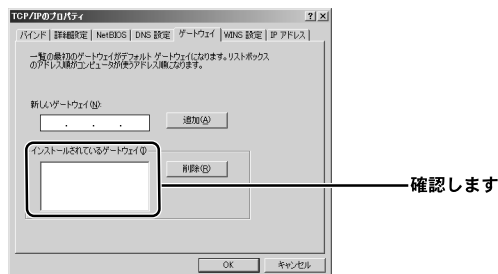 TCP/IPのプロパティ
バインド 詳細設定 NetBIOS DNS 設定 ゲートウェイ WINS 設定 IP アドレス
一覧の最初のゲートウェイがデフォルト ゲートウェイになります。リストボックス
のアドレス順がコンピュータが使うアドレス順になります。
新しいゲートウェイ(N):
. . .
追加(A)
インストールされているゲートウェイ(I)
削除(R)
確認します
OK キャンセル